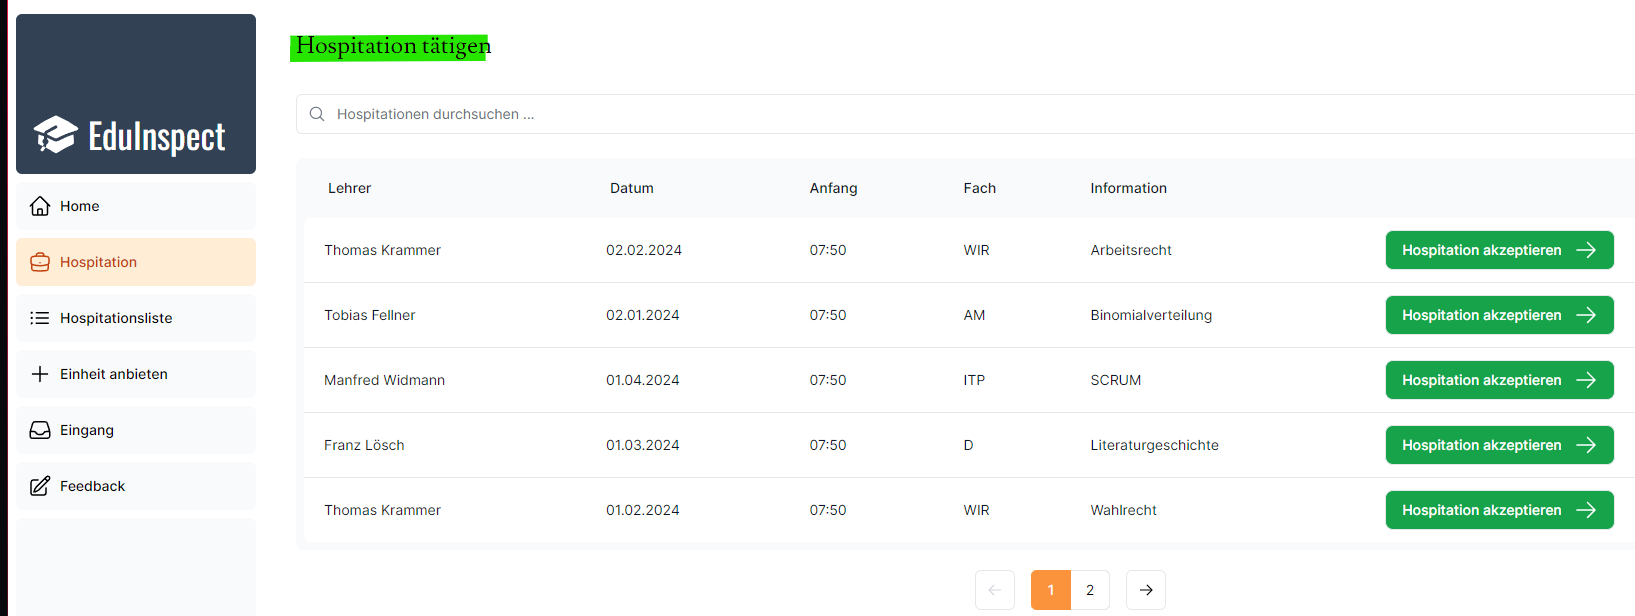 EduInspect
Home
Hospitation
Hospitationsliste
Einheit anbieten
Eingang
Feedback
Hospitation tätigen
Hospitationen durchsuchen ...
Lehrer Datum Anfang Fach Information
Thomas Krammer 02.02.2024 07:50 WIR Arbeitsrecht Hospitation akzeptieren
Tobias Fellner 02.01.2024 07:50 AM Binomialverteilung Hospitation akzeptieren
Manfred Widmann 01.04.2024 07:50 ITP SCRUM Hospitation akzeptieren
Franz Lösch 01.03.2024 07:50 D Literaturgeschichte Hospitation akzeptieren
Thomas Krammer 01.02.2024 07:50 WIR Wahlrecht Hospitation akzeptieren
1 2